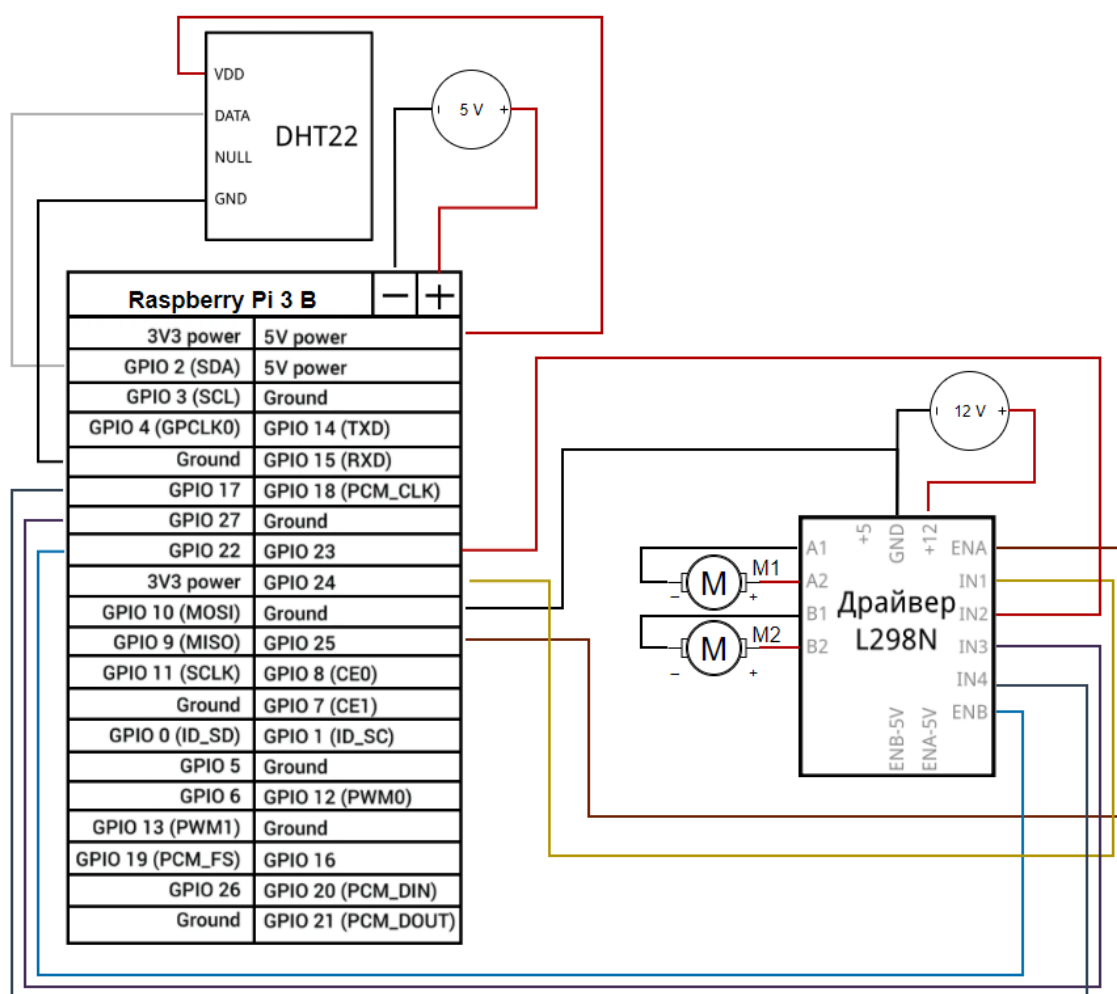 VDD
DATA
NULL
GND
DHT22
5 V
+
Raspberry Pi 3 B
− +
3V3 power 5V power
GPIO 2 (SDA) 5V power
GPIO 3 (SCL) Ground
GPIO 4 (GPCLK0) GPIO 14 (TXD)
Ground GPIO 15 (RXD)
GPIO 17 GPIO 18 (PCM_CLK)
GPIO 27 Ground
GPIO 22 GPIO 23
3V3 power GPIO 24
GPIO 10 (MOSI) Ground
GPIO 9 (MISO) GPIO 25
GPIO 11 (SCLK) GPIO 8 (CE0)
Ground GPIO 7 (CE1)
GPIO 0 (ID_SD) GPIO 1 (ID_SC)
GPIO 5 Ground
GPIO 6 GPIO 12 (PWM0)
GPIO 13 (PWM1) Ground
GPIO 19 (PCM_FS) GPIO 16
GPIO 26 GPIO 20 (PCM_DIN)
Ground GPIO 21 (PCM_DOUT)
12 V
+
M
M1
− +
M
M2
− +
A1
A2
B1
B2
+5
GND
+12
Драйвер
L298N
ENA
IN1
IN2
IN3
IN4
ENB
ENB-5V
ENA-5V